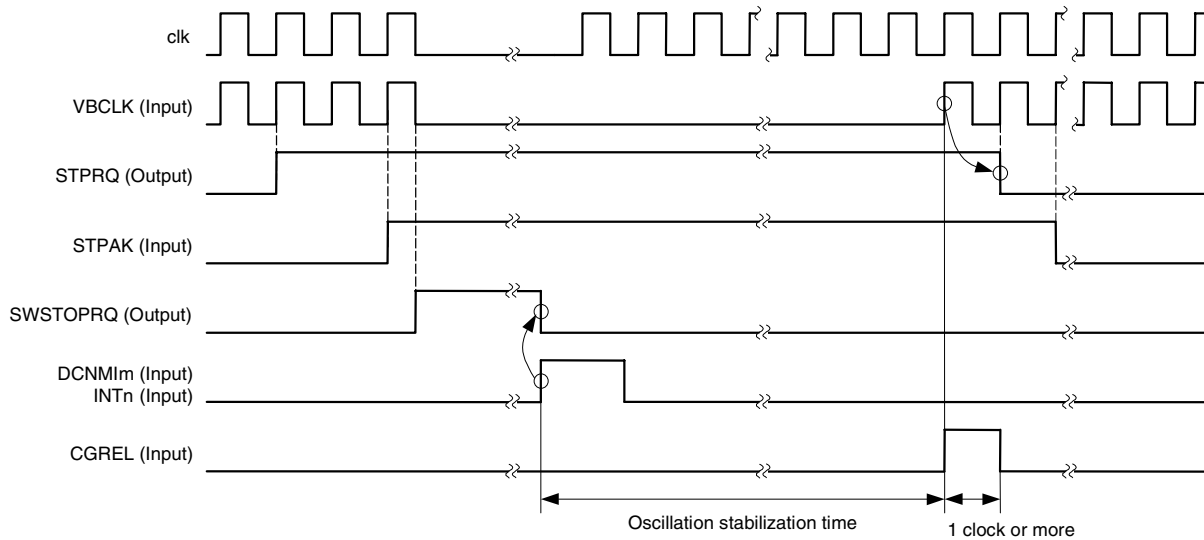 clk
VBCLK (Input)
STPRQ (Output)
STPAK (Input)
SWSTOPRQ (Output)
DCNMIm (Input)
INTn (Input)
CGREL (Input)
Oscillation stabilization time
1 clock or more